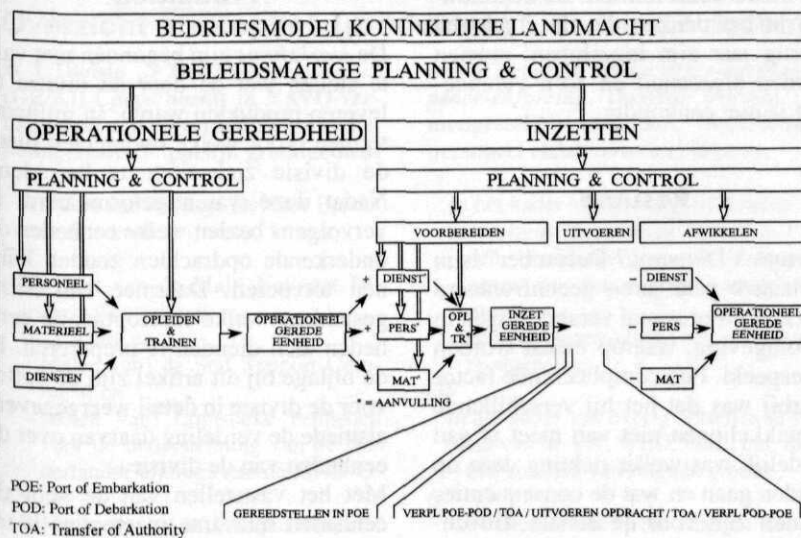 BEDRIJFSMODEL KONINKLIJKE LANDMACHT
BELEIDSMATIGE PLANNING & CONTROL
OPERATIONELE GEREEDHEID
INZETTEN
PLANNING & CONTROL
PLANNING & CONTROL
VOORBEREIDEN
UITVOEREN
AFWIKKELEN
PERSONEEL
MATERIEEL
DIENSTEN
OPLEIDEN
&
TRAINEN
OPERATIONEEL
GEREDE
EENHEID
DIENST
PERS*
MAT*
OPL
& 
TR*
INZET
GEREDE
EENHEID
* = AANVULLING
DIENST
PERS
MAT
OPERATIONEEL
GEREDE
EENHEID
POE: Port of Embarkation
POD: Port of Debarkation
TOA: Transfer of Authority
GEREEDSTELLEN IN POE
VERPL POE-POD / TOA / UITVOEREN OPDRACHT / TOA / VERPL POD-POE